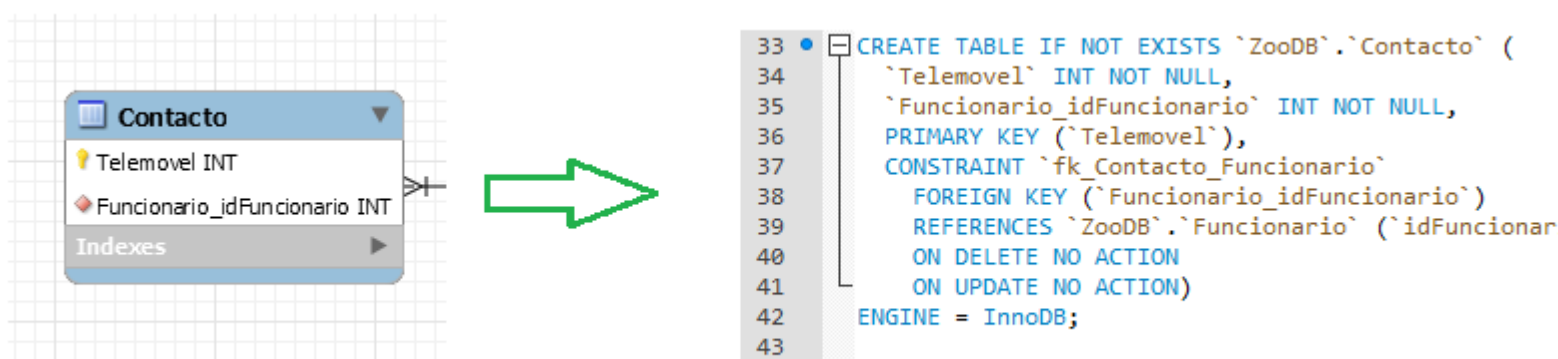 Contacto
Telemovel INT
Funcionario_idFuncionario INT
Indexes
33 CREATE TABLE IF NOT EXISTS `ZooDB`.`Contacto` (
34 `Telemovel` INT NOT NULL,
35 `Funcionario_idFuncionario` INT NOT NULL,
36 PRIMARY KEY (`Telemovel`),
37 CONSTRAINT `fk_Contacto_Funcionario`
38 FOREIGN KEY (`Funcionario_idFuncionario`)
39 REFERENCES `ZooDB`.`Funcionario` (`idFuncionar
40 ON DELETE NO ACTION
41 ON UPDATE NO ACTION)
42 ENGINE = InnoDB;
43